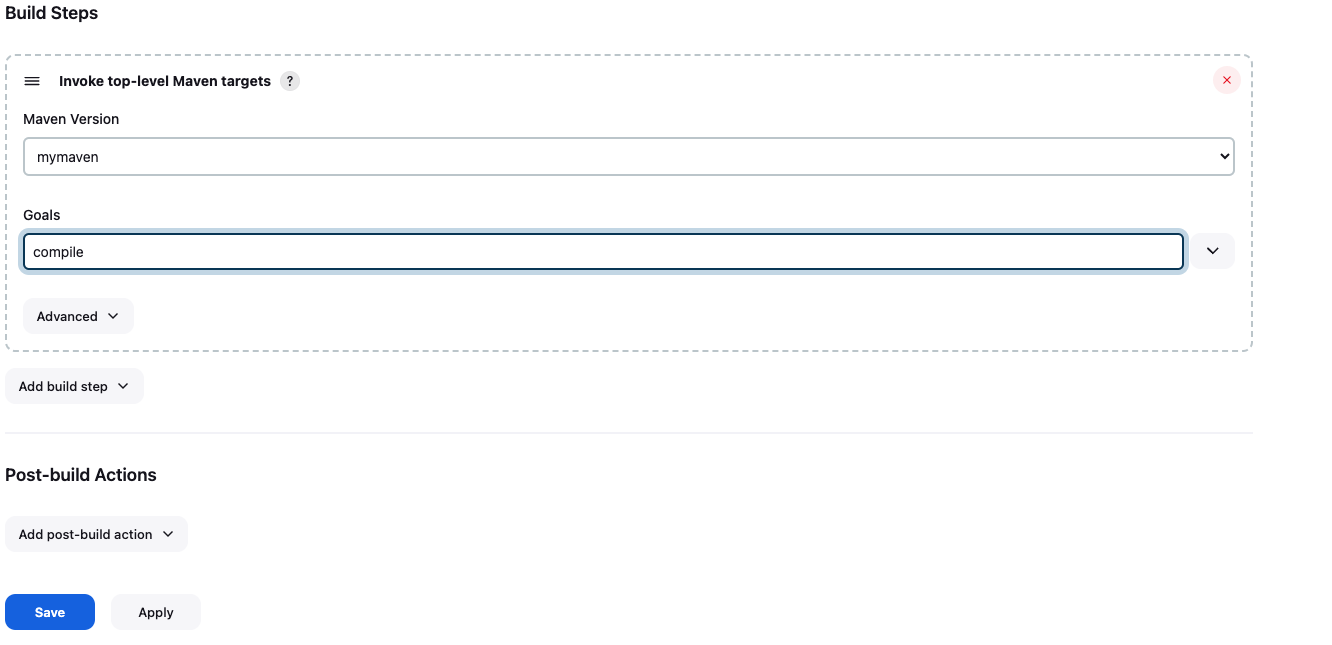 Build Steps
Invoke top-level Maven targets ?
Maven Version
mymaven
Goals
compile
Advanced
Add build step
Post-build Actions
Add post-build action
Save Apply